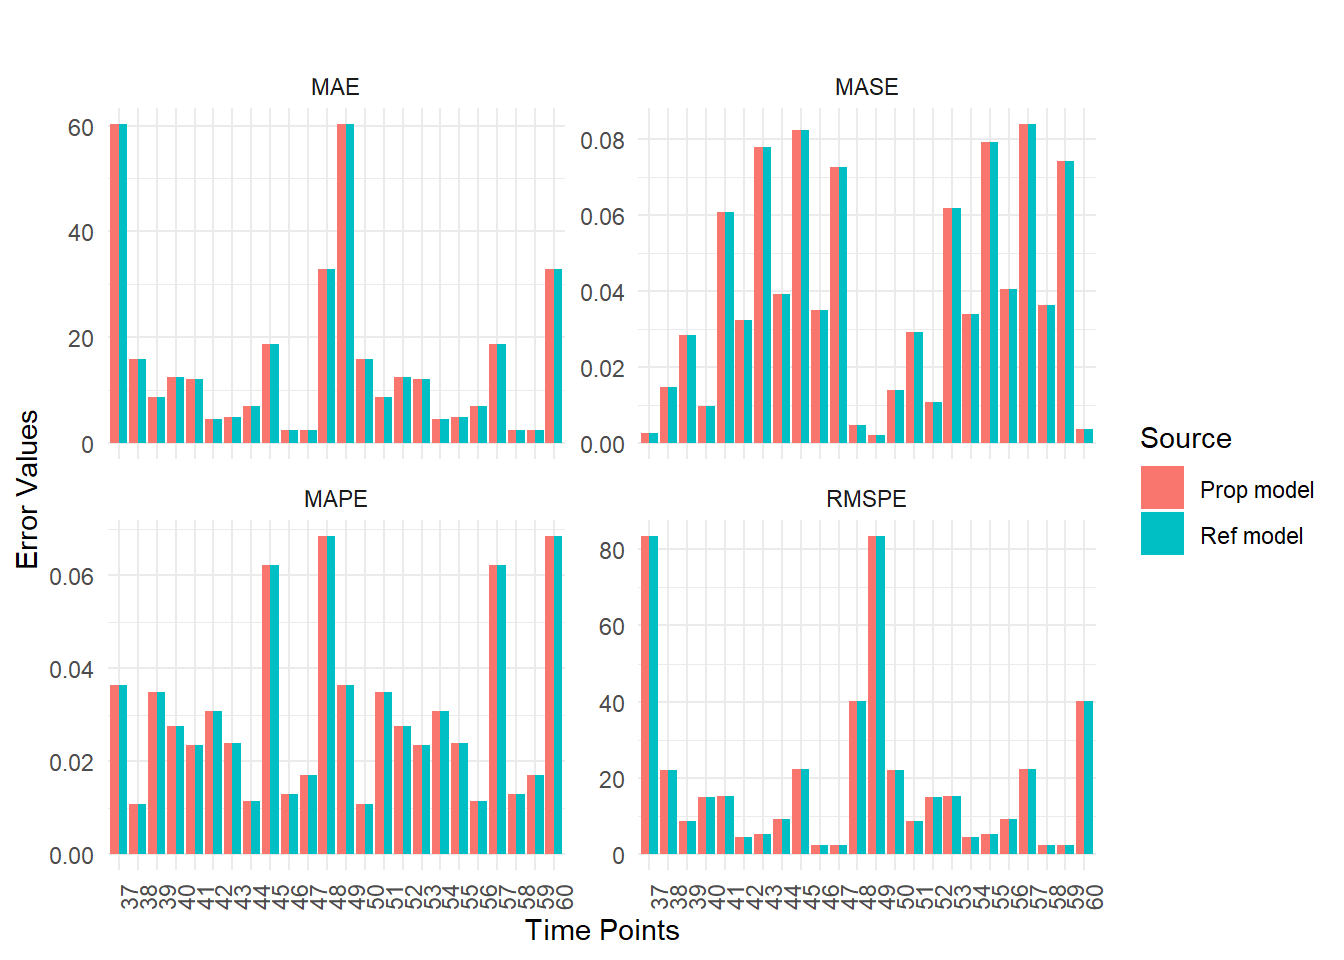 MAE
MASE
60
40
20
0
0.08
0.06
0.04
0.02
0.00
Error Values
MAPE
RMSPE
0.06
0.04
0.02
0.00
80
60
40
20
0
37 38 39 40 41 42 43 44 45 46 47 48 49 50 51 52 53 54 55 56 57 58 59 60
37 38 39 40 41 42 43 44 45 46 47 48 49 50 51 52 53 54 55 56 57 58 59 60
Time Points
Source
Prop model
Ref model